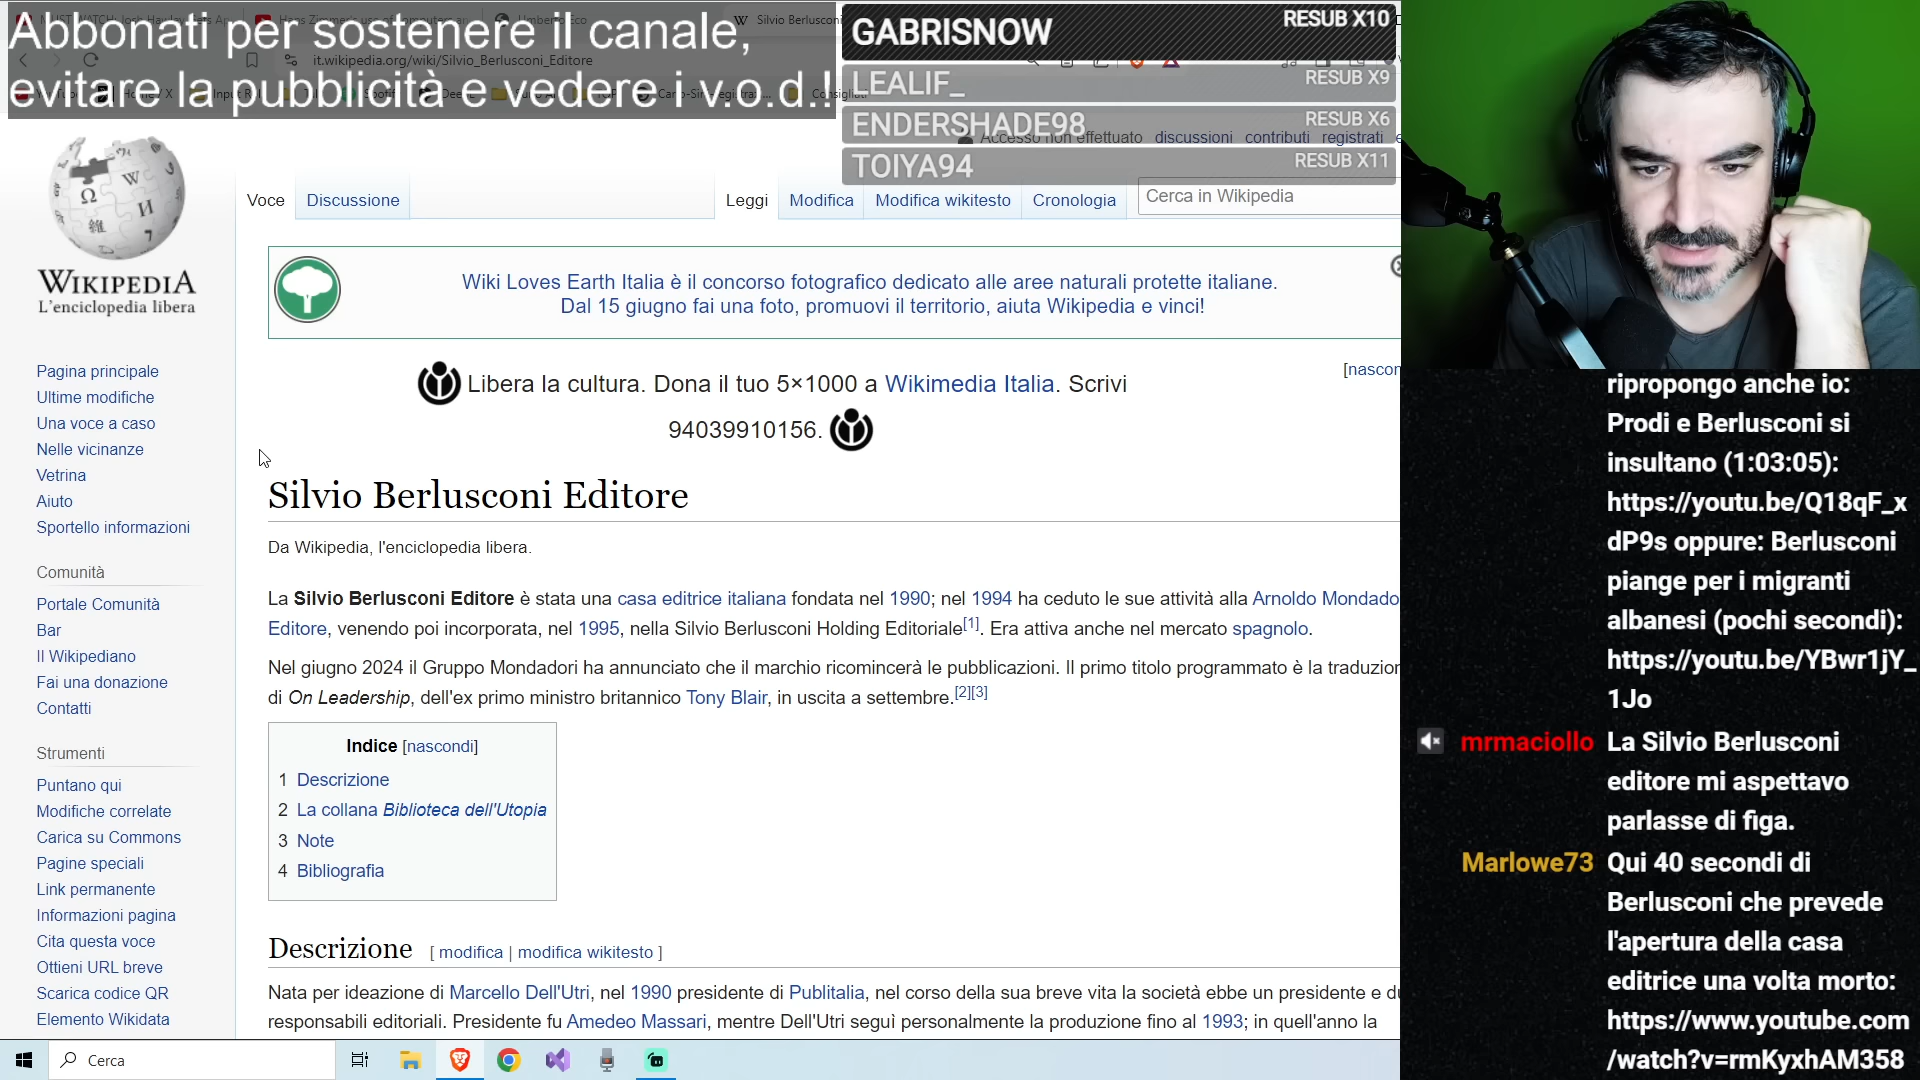 Abbonati per sostenere il canale,
evitare la pubblicità e vedere i v.o.d.!
GABRISNOW RESUB X10
LEALIF_ RESUB X9
ENDERSHADE98 RESUB X6
TOIYA94 RESUB X11
Umberto Eco
Silvio Berlusconi
it.wikipedia.org/wiki/Silvio_Berlusconi_Editore
Accesso non effettuato discussioni contributi registrati
WIKIPEDIA
L'enciclopedia libera
Voce Discussione Leggi Modifica Modifica wikitesto Cronologia Cerca in Wikipedia
Wiki Loves Earth Italia è il concorso fotografico dedicato alle aree naturali protette italiane.
Dal 15 giugno fai una foto, promuovi il territorio, aiuta Wikipedia e vinci!
Libera la cultura. Dona il tuo 5×1000 a Wikimedia Italia. Scrivi
94039910156.
[nascon
Silvio Berlusconi Editore
Da Wikipedia, l'enciclopedia libera.
La Silvio Berlusconi Editore è stata una casa editrice italiana fondata nel 1990; nel 1994 ha ceduto le sue attività alla Arnoldo Mondado
Editore, venendo poi incorporata, nel 1995, nella Silvio Berlusconi Holding Editoriale[1]. Era attiva anche nel mercato spagnolo.
Nel giugno 2024 il Gruppo Mondadori ha annunciato che il marchio ricomincerà le pubblicazioni. Il primo titolo programmato è la traduzion
di On Leadership, dell'ex primo ministro britannico Tony Blair, in uscita a settembre.[2][3]
Indice [nascondi]
1 Descrizione
2 La collana Biblioteca dell'Utopia
3 Note
4 Bibliografia
Descrizione [ modifica | modifica wikitesto ]
Nata per ideazione di Marcello Dell'Utri, nel 1990 presidente di Publitalia, nel corso della sua breve vita la società ebbe un presidente e du
responsabili editoriali. Presidente fu Amedeo Massari, mentre Dell'Utri seguì personalmente la produzione fino al 1993; in quell'anno la
Pagina principale
Ultime modifiche
Una voce a caso
Nelle vicinanze
Vetrina
Aiuto
Sportello informazioni
Comunità
Portale Comunità
Bar
Il Wikipediano
Fai una donazione
Contatti
Strumenti
Puntano qui
Modifiche correlate
Carica su Commons
Pagine speciali
Link permanente
Informazioni pagina
Cita questa voce
Ottieni URL breve
Scarica codice QR
Elemento Wikidata
Cerca
ripropongo anche io:
Prodi e Berlusconi si
insultano (1:03:05):
https://youtu.be/Q18qF_x
dP9s oppure: Berlusconi
piange per i migranti
albanesi (pochi secondi):
https://youtu.be/YBwr1jY_
1Jo
mrmaciollo La Silvio Berlusconi
editore mi aspettavo
parlasse di figa.
Marlowe73 Qui 40 secondi di
Berlusconi che prevede
l'apertura della casa
editrice una volta morto:
https://www.youtube.com
/watch?v=rmKyxhAM358